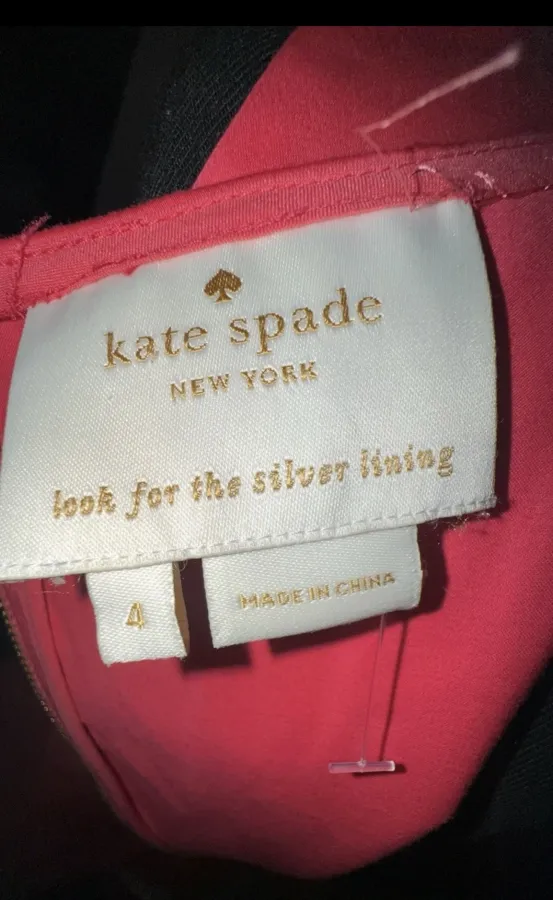 kate spade
NEW YORK
look for the silver lining
4
MADE IN CHINA